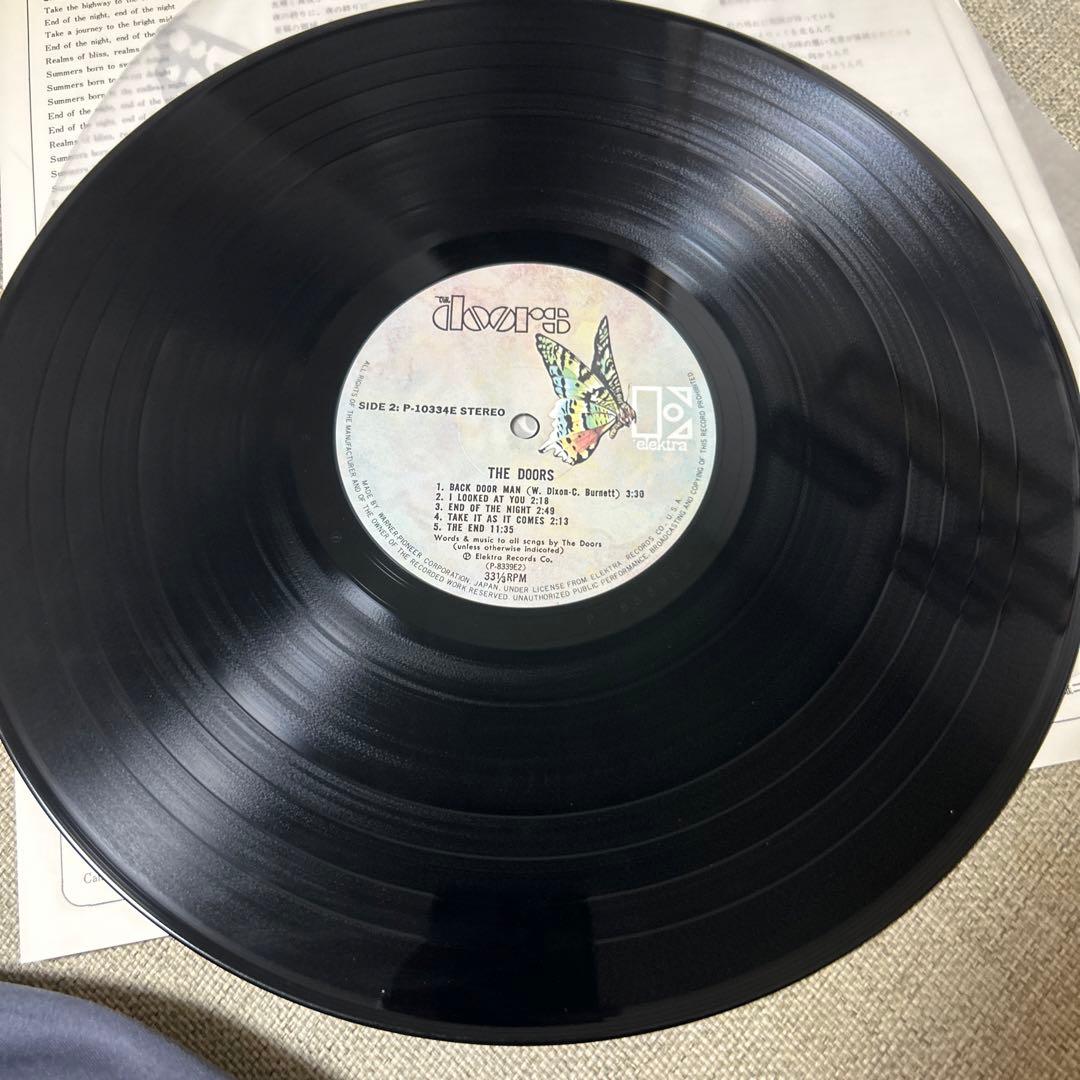 Take the highway to the
End of the night, end of the night
Take a journey to the bright mid
End of the night, end of the
Realms of bliss, realms
Summers born to
Summers born to
Summers born to the endless night
End of the night, end of the
End of the
Realms of
Summers born
THE doors
SIDE 2: P-10334E STEREO
elektra
THE DOORS
1. BACK DOOR MAN (W. Dixon-C. Burnett) 3:30
2. I LOOKED AT YOU 2:18
3. END OF THE NIGHT 2:49
4. TAKE IT AS IT COMES 2:13
5. THE END 11:35
Words & music to all songs by The Doors
(unless otherwise indicated)
Ⓟ Elektra Records Co.
(P-8339E2)
33⅓RPM
MADE BY WARNER-PIONEER CORPORATION, JAPAN, UNDER LICENSE FROM ELEKTRA RECORDS CO., U.S.A.
ALL RIGHTS OF THE MANUFACTURER AND OF THE OWNER OF THE RECORDED WORK RESERVED. UNAUTHORIZED PUBLIC PERFORMANCE, BROADCASTING AND COPYING OF THIS RECORD PROHIBITED